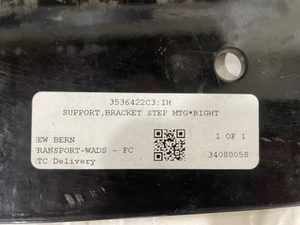 3536422C3:IH
SUPPORT,BRACKET STEP MTG*RIGHT
EW BERN
RANSPORT-WADS - FC
TC Delivery
1 OF 1
34080058